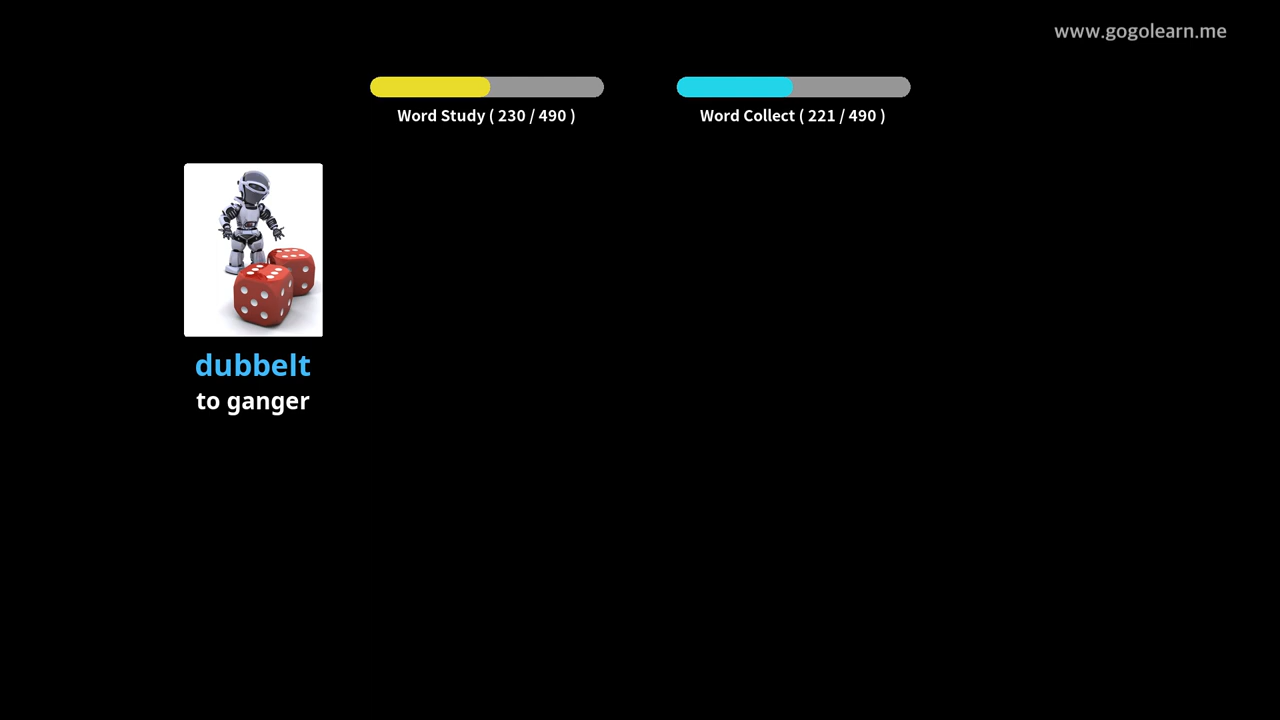 www.gogolearn.me
Word Study ( 230 / 490 )
Word Collect ( 221 / 490 )
dubbelt
to ganger